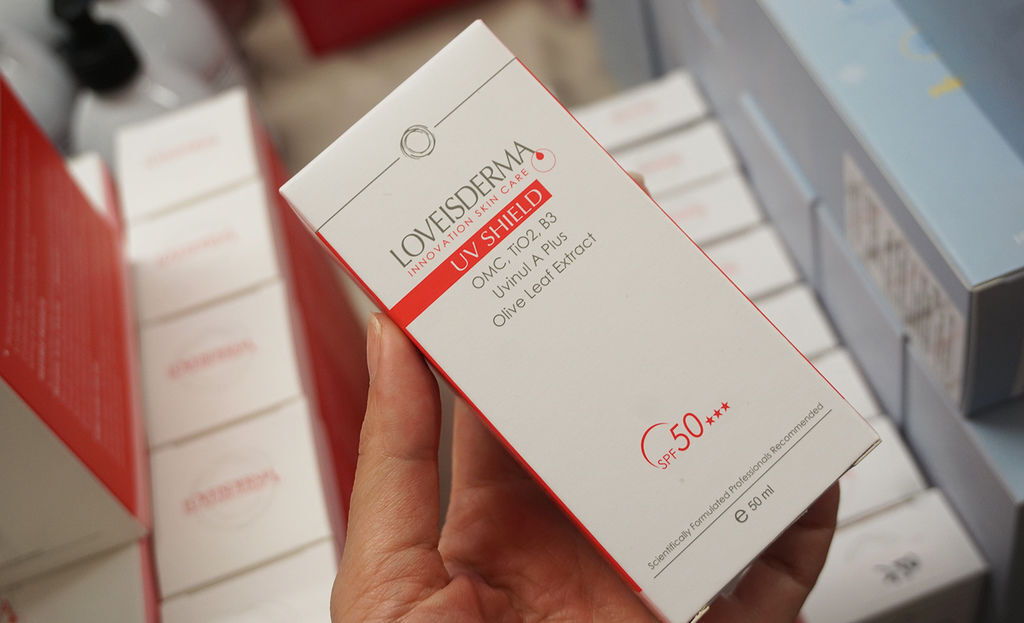 LOVEISDERMA
INNOVATION SKIN CARE
UV SHIELD
OMC, TiO2, B3
Uvinul A Plus
Olive Leaf Extract
SPF50***
Scientifically Formulated Professionals Recommended
e 50 ml